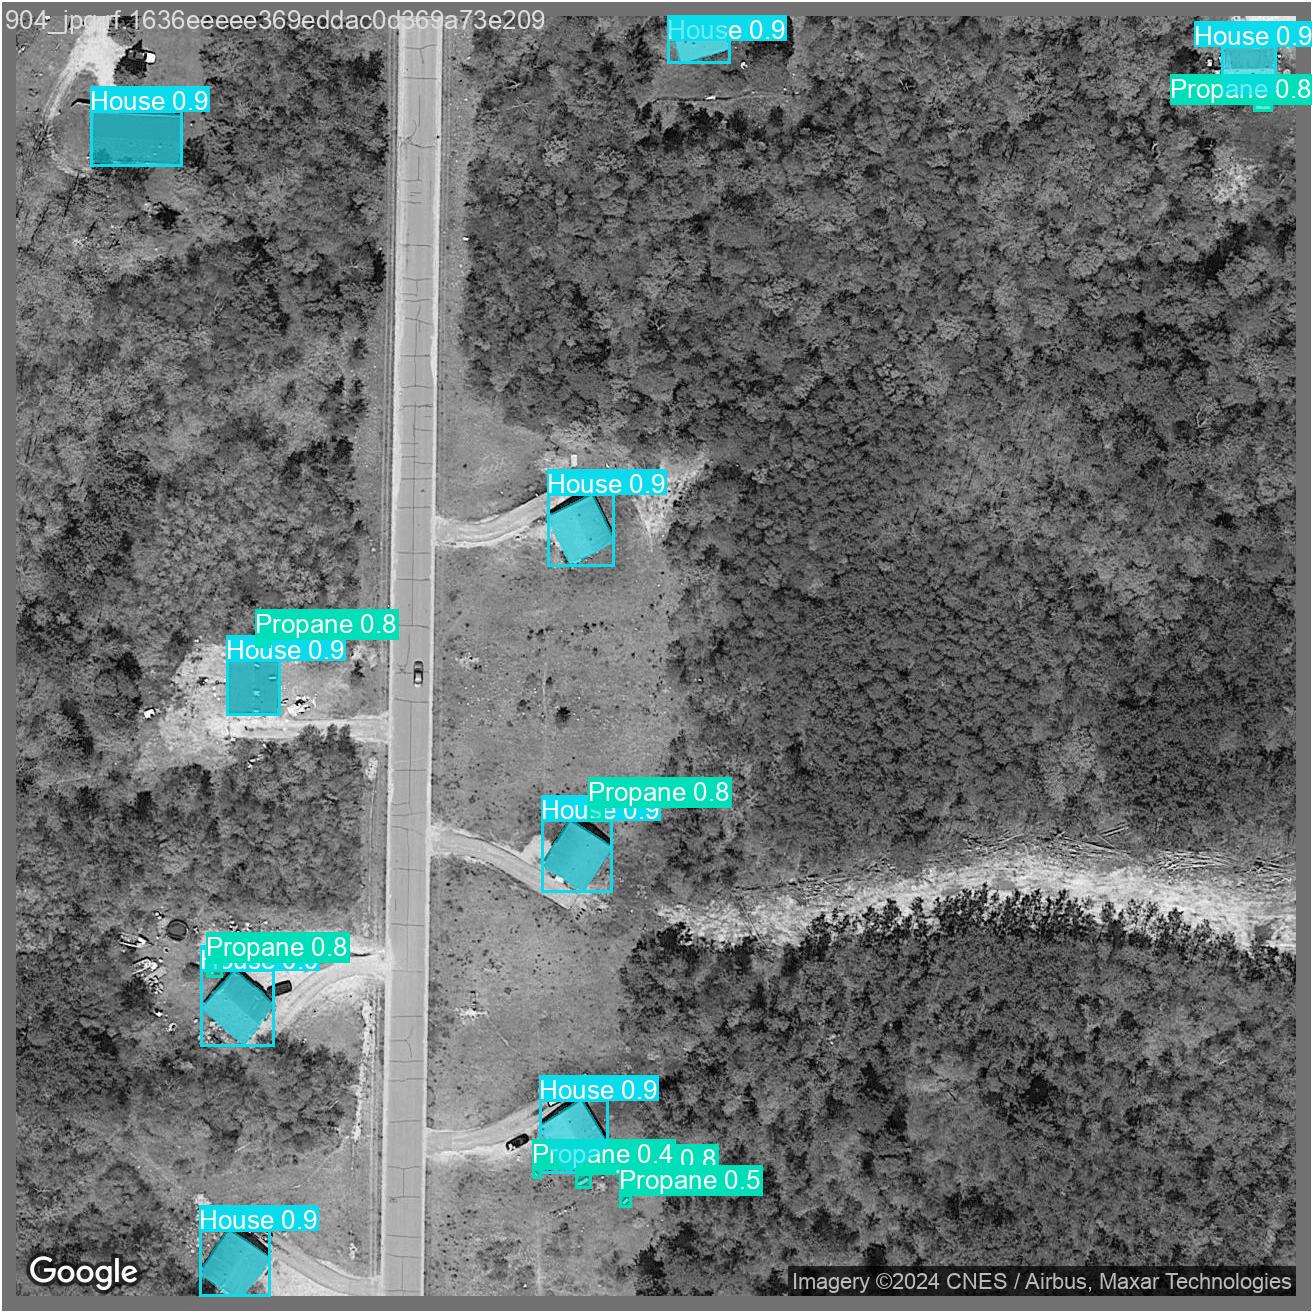 904_jpg.rf.1636eeeee369eddac0d369a73e209
House 0.9
House 0.9
Propane 0.8
House 0.9
House 0.9
Propane 0.8
House 0.9
Propane 0.8
House 0.9
Propane 0.8
House 0.9
Propane 0.4
0.8
Propane 0.5
House 0.9
Google
Imagery ©2024 CNES / Airbus, Maxar Technologies